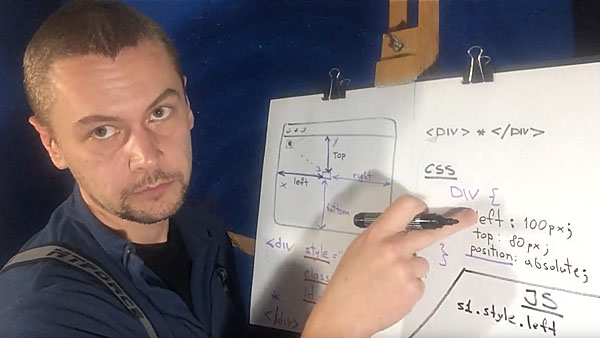 y
Top
x left right
bottom
<div style="
class
id
*
</div>
<DIV> * </DIV>
CSS
DIV {
left : 100px;
top: 80px;
position: absolute;
}
JS
s1.style.left